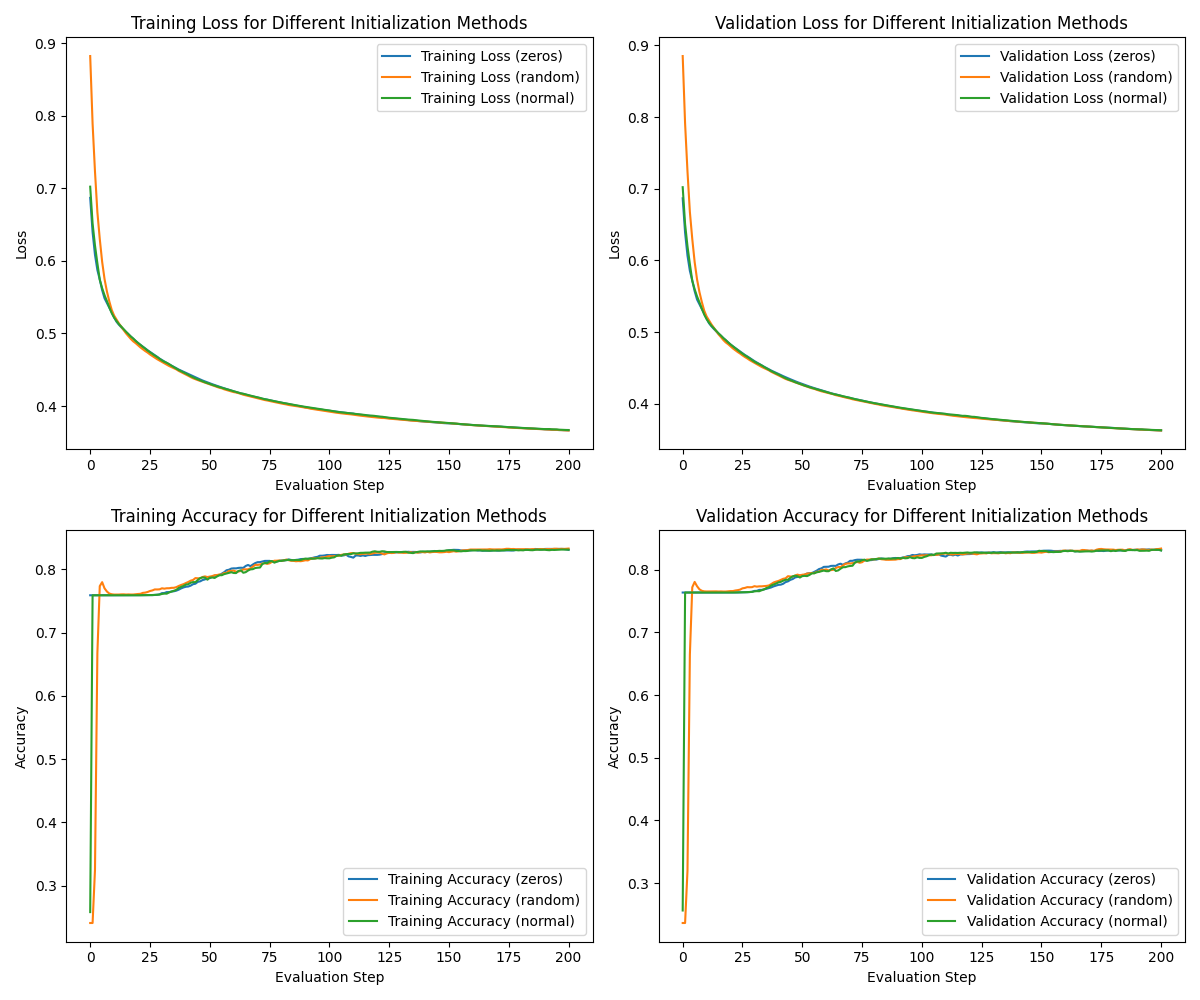 Training Loss for Different Initialization Methods
0.9
0.8
0.7
0.6
0.5
0.4
Loss
Training Loss (zeros)
Training Loss (random)
Training Loss (normal)
0 25 50 75 100 125 150 175 200
Evaluation Step
Validation Loss for Different Initialization Methods
0.9
0.8
0.7
0.6
0.5
0.4
Loss
Validation Loss (zeros)
Validation Loss (random)
Validation Loss (normal)
0 25 50 75 100 125 150 175 200
Evaluation Step
Training Accuracy for Different Initialization Methods
0.8
0.7
0.6
0.5
0.4
0.3
Accuracy
Training Accuracy (zeros)
Training Accuracy (random)
Training Accuracy (normal)
0 25 50 75 100 125 150 175 200
Evaluation Step
Validation Accuracy for Different Initialization Methods
0.8
0.7
0.6
0.5
0.4
0.3
Accuracy
Validation Accuracy (zeros)
Validation Accuracy (random)
Validation Accuracy (normal)
0 25 50 75 100 125 150 175 200
Evaluation Step